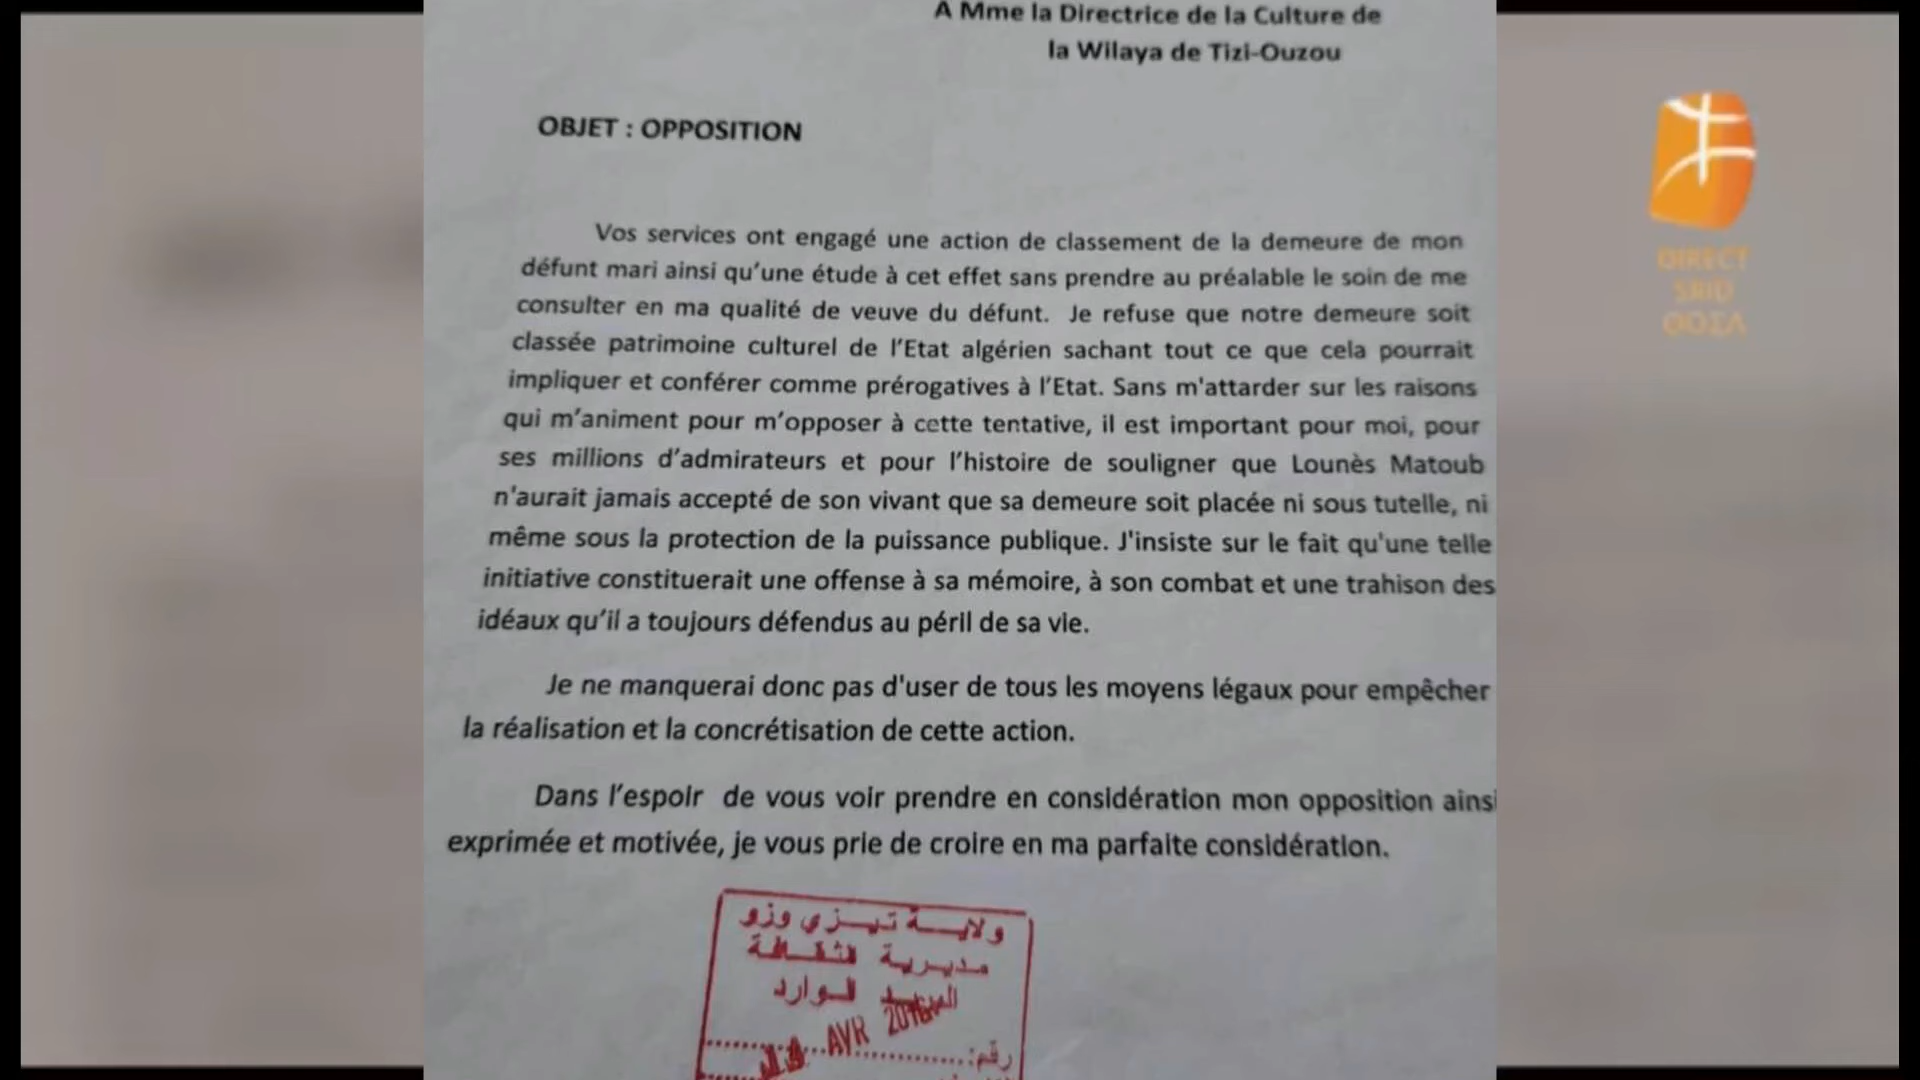 A Mme la Directrice de la Culture de
la Wilaya de Tizi-Ouzou
OBJET : OPPOSITION
Vos services ont engagé une action de classement de la demeure de mon
défunt mari ainsi qu’une étude à cet effet sans prendre au préalable le soin de me
consulter en ma qualité de veuve du défunt. Je refuse que notre demeure soit
classée patrimoine culturel de l’Etat algérien sachant tout ce que cela pourrait
impliquer et conférer comme prérogatives à l’Etat. Sans m'attarder sur les raisons
qui m’animent pour m’opposer à cette tentative, il est important pour moi, pour
ses millions d’admirateurs et pour l’histoire de souligner que Lounès Matoub
n'aurait jamais accepté de son vivant que sa demeure soit placée ni sous tutelle, ni
même sous la protection de la puissance publique. J'insiste sur le fait qu'une telle
initiative constituerait une offense à sa mémoire, à son combat et une trahison des
idéaux qu’il a toujours défendus au péril de sa vie.
Je ne manquerai donc pas d'user de tous les moyens légaux pour empêcher
la réalisation et la concrétisation de cette action.
Dans l’espoir de vous voir prendre en considération mon opposition ainsi
exprimée et motivée, je vous prie de croire en ma parfaite considération.
ولايـــة تيـــزي وزو
مديرية الثقـــافة
البريد الـوارد
AVR
رقم:
DIRECT